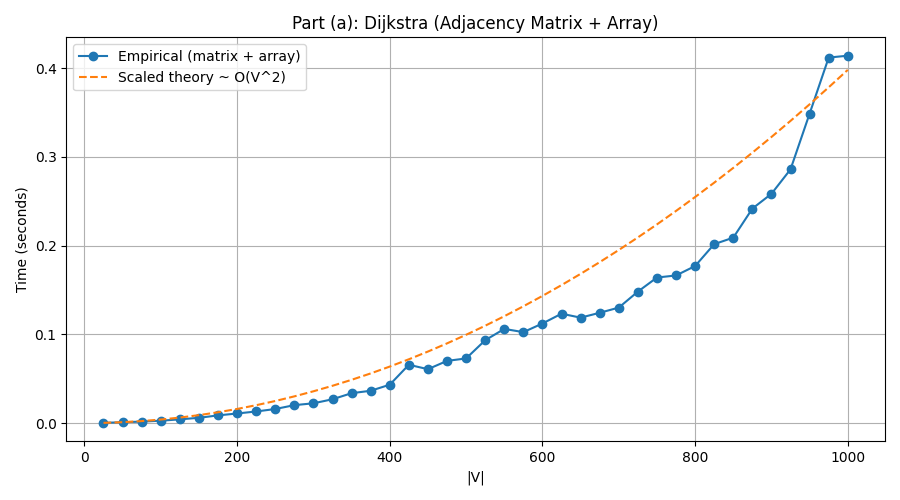 Part (a): Dijkstra (Adjacency Matrix + Array)
Empirical (matrix + array)
Scaled theory ~ O(V^2)
Time (seconds)
0.4
0.3
0.2
0.1
0.0
0 200 400 600 800 1000
|V|